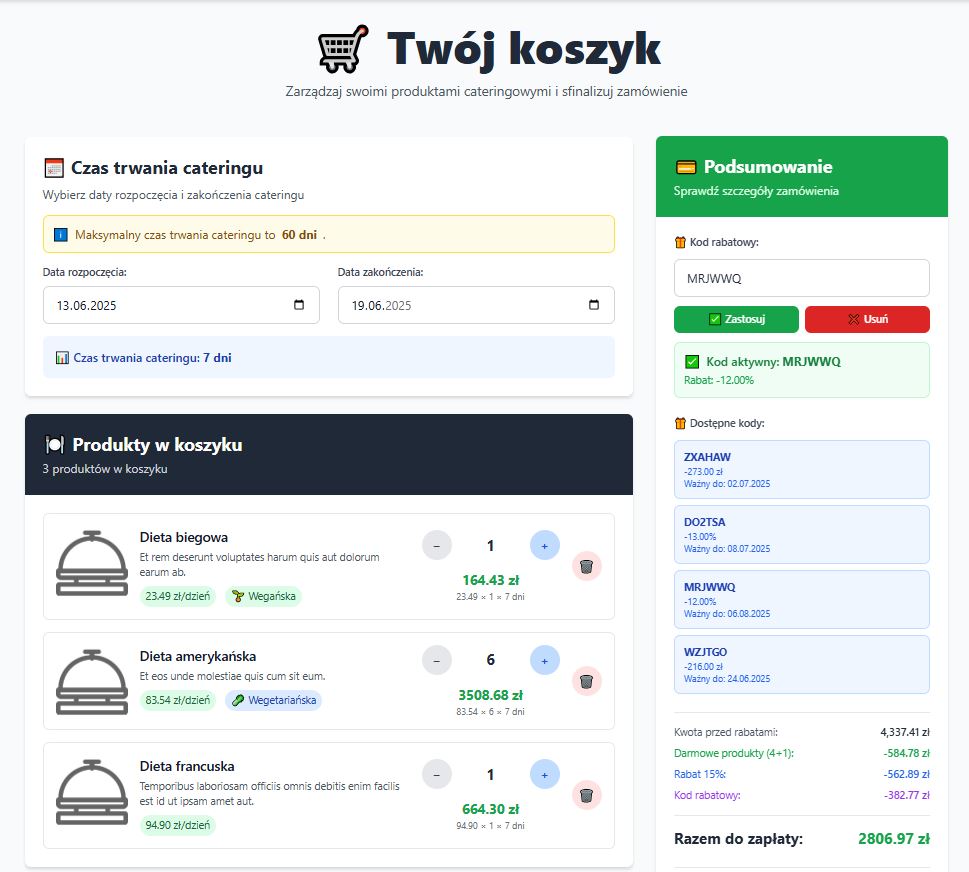 Twój koszyk
Zarządzaj swoimi produktami cateringowymi i sfinalizuj zamówienie
Czas trwania cateringu
Wybierz daty rozpoczęcia i zakończenia cateringu
Maksymalny czas trwania cateringu to 60 dni .
Data rozpoczęcia:
Data zakończenia:
13.06.2025
19.06.2025
Czas trwania cateringu: 7 dni
Produkty w koszyku
3 produktów w koszyku
Dieta biegowa
Et rem deserunt voluptates harum quis aut dolorum
earum ab.
23.49 zł/dzień
Wegańska
−
1
+
164.43 zł
23.49 × 1 × 7 dni
Dieta amerykańska
Et eos unde molestiae quis cum sit eum.
83.54 zł/dzień
Wegetariańska
−
6
+
3508.68 zł
83.54 × 6 × 7 dni
Dieta francuska
Temporibus laboriosam officiis omnis debitis enim facilis
est id ut ipsam amet aut.
94.90 zł/dzień
−
1
+
664.30 zł
94.90 × 1 × 7 dni
Podsumowanie
Sprawdź szczegóły zamówienia
Kod rabatowy:
MRJWWQ
Zastosuj
Usuń
Kod aktywny: MRJWWQ
Rabat: -12.00%
Dostępne kody:
ZXAHAW
-273.00 zł
Ważny do: 02.07.2025
DO2TSA
-13.00%
Ważny do: 08.07.2025
MRJWWQ
-12.00%
Ważny do: 06.08.2025
WZJTGO
-216.00 zł
Ważny do: 24.06.2025
Kwota przed rabatami: 4,337.41 zł
Darmowe produkty (4+1): -584.78 zł
Rabat 15%: -562.89 zł
Kod rabatowy: -382.77 zł
Razem do zapłaty: 2806.97 zł